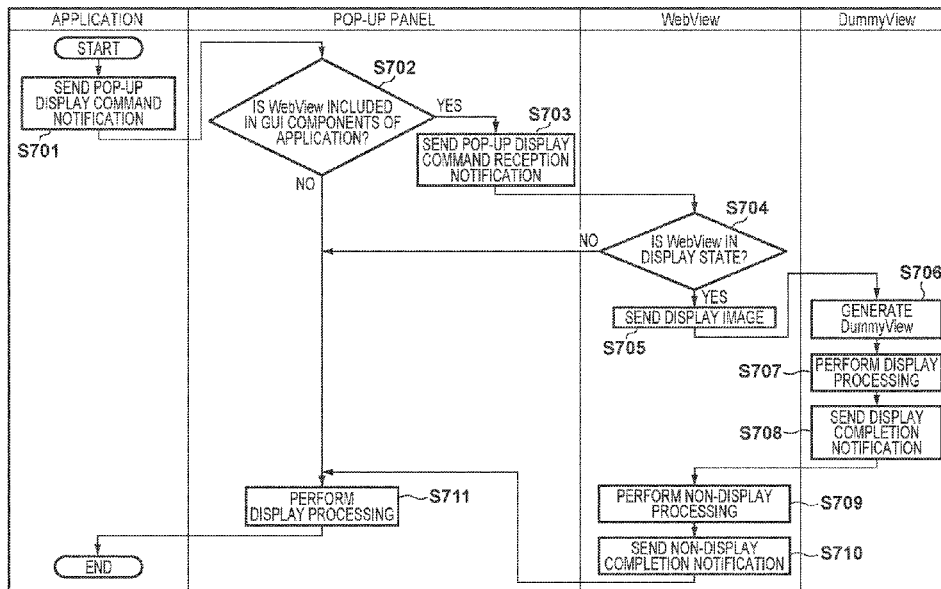 APPLICATION
POP-UP PANEL
WebView
DummyView
START
SEND POP-UP
DISPLAY COMMAND
NOTIFICATION
S701
S702
IS WebView INCLUDED
IN GUI COMPONENTS OF
APPLICATION?
YES
NO
S703
SEND POP-UP DISPLAY
COMMAND RECEPTION
NOTIFICATION
S704
IS WebView IN
DISPLAY STATE?
NO
YES
SEND DISPLAY IMAGE
S705
S706
GENERATE
DummyView
S707
PERFORM DISPLAY
PROCESSING
S708
SEND DISPLAY
COMPLETION
NOTIFICATION
PERFORM NON-DISPLAY
PROCESSING
S709
SEND NON-DISPLAY
COMPLETION NOTIFICATION
S710
PERFORM
DISPLAY PROCESSING
S711
END